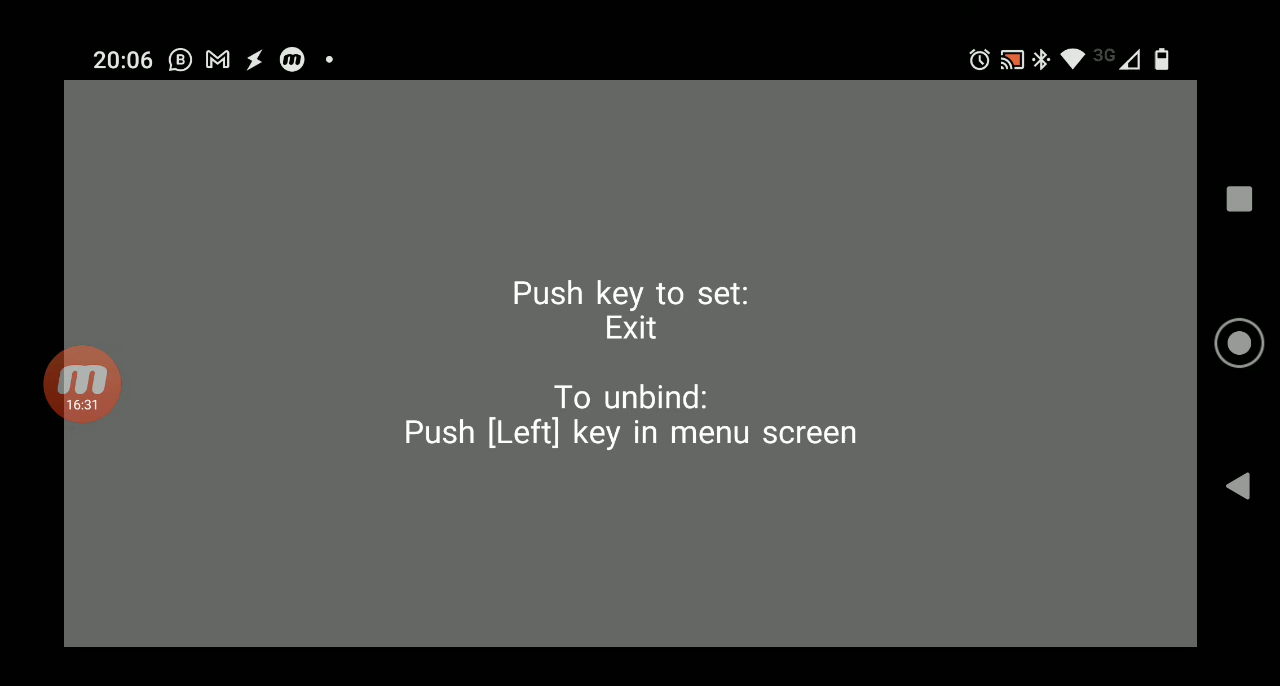 20:06
3G
Push key to set:
Exit
16:31
To unbind:
Push [Left] key in menu screen